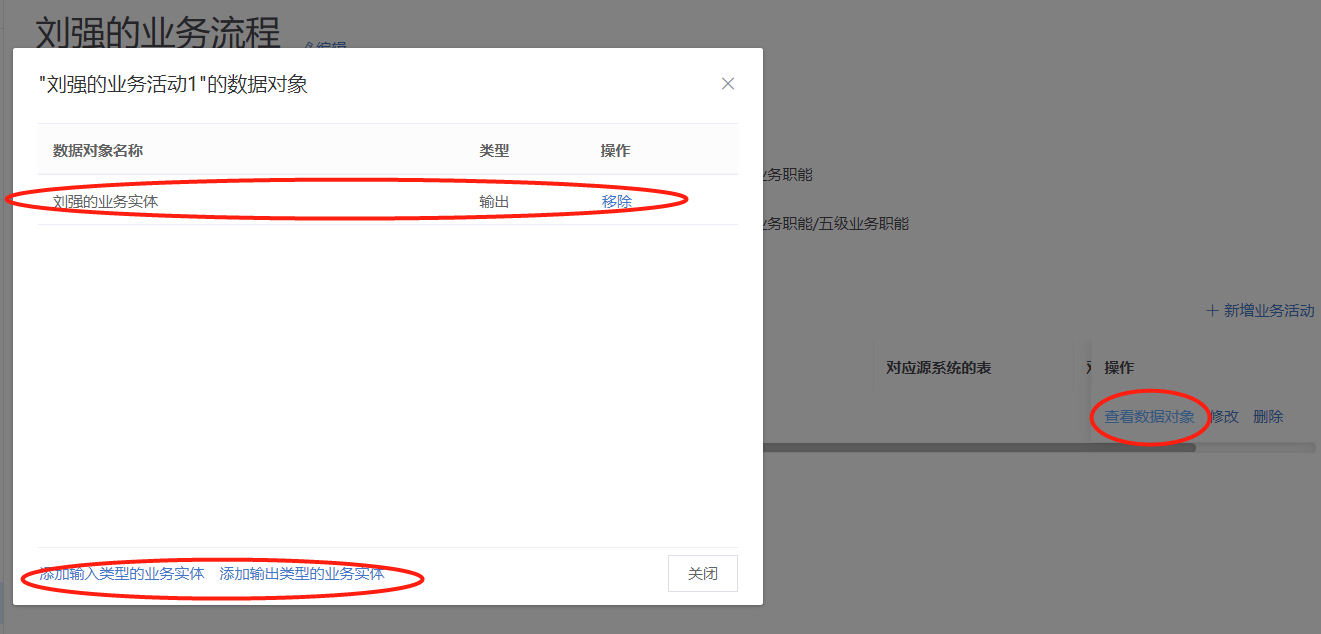 刘强的业务流程 编辑
"刘强的业务活动1"的数据对象
数据对象名称 类型 操作
刘强的业务实体 输出 移除
业务职能
业务职能/五级业务职能
+ 新增业务活动
对应源系统的表 操作
查看数据对象 修改 删除
添加输入类型的业务实体 添加输出类型的业务实体 关闭